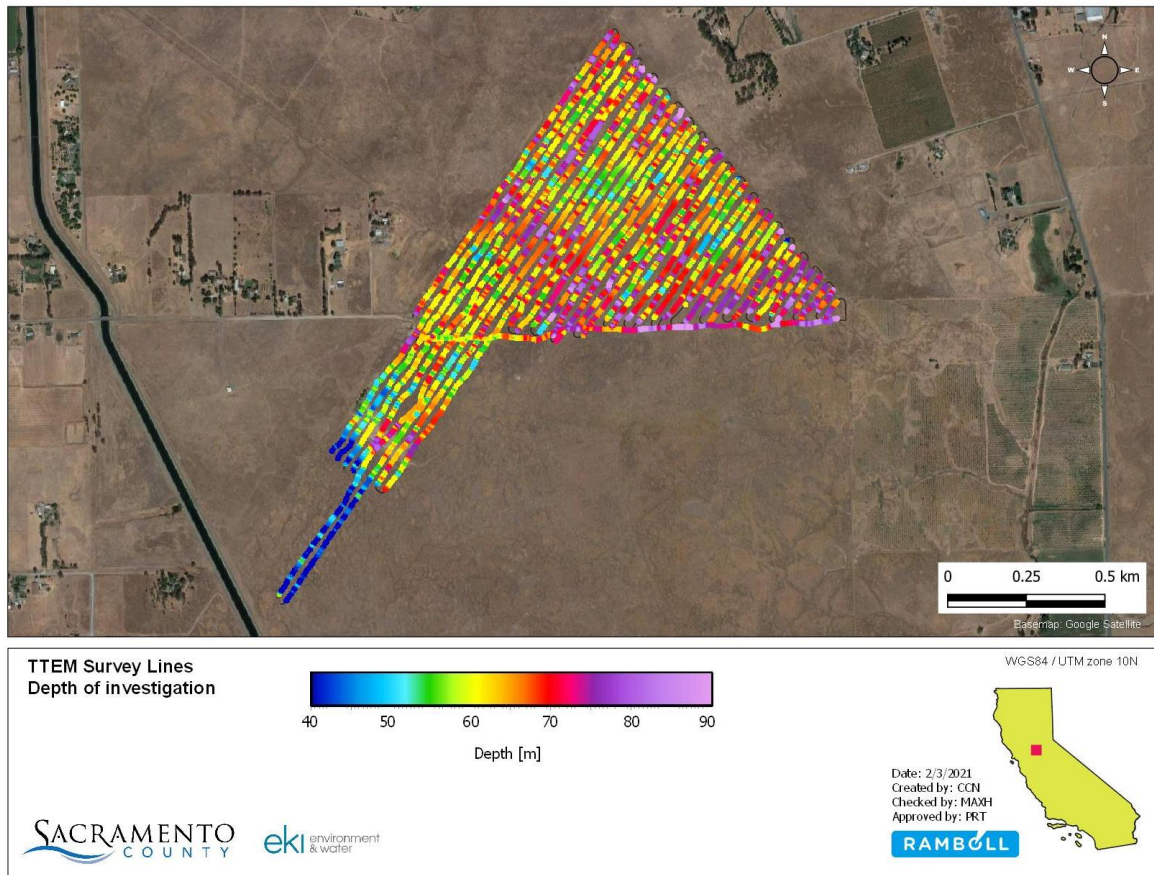 N
W E
S
0 0.25 0.5 km
Basemap: Google Satellite
TTEM Survey Lines
Depth of investigation
WGS84 / UTM zone 10N
40 50 60 70 80 90
Depth [m]
Date: 2/3/2021
Created by: CCN
Checked by: MAXH
Approved by: PRT
RAMBOLL
SACRAMENTO
COUNTY
eki environment
& water